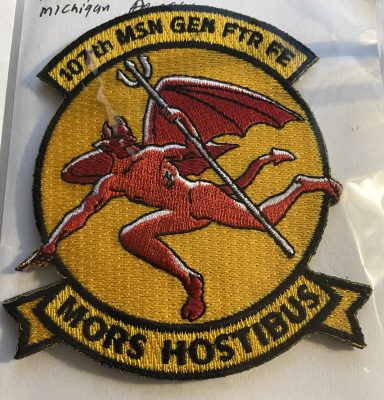 michigan
107th MSN GEN FTR FE
MORS HOSTIBUS